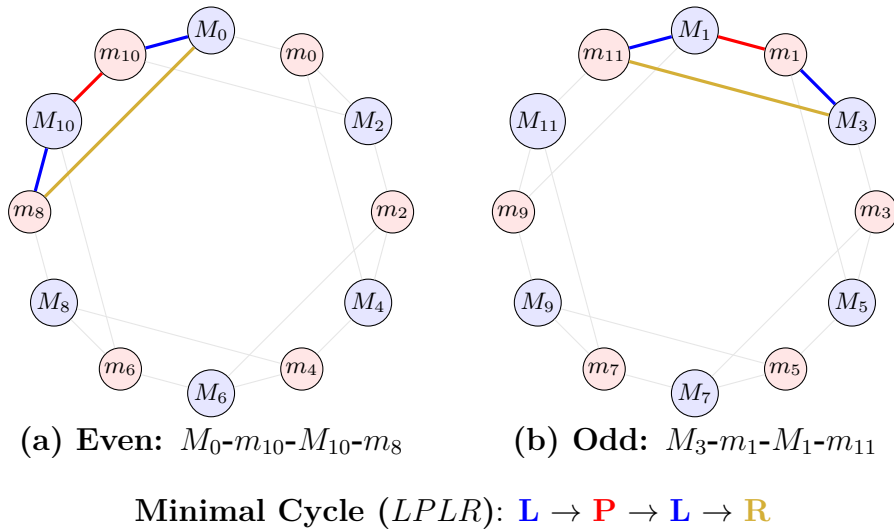 M₀
m₀
M₂
m₂
M₄
m₄
M₆
m₆
M₈
m₈
M₁₀
m₁₀
M₁
m₁
M₃
m₃
M₅
m₅
M₇
m₇
M₉
m₉
M₁₁
m₁₁
(a) Even: M₀-m₁₀-M₁₀-m₈
(b) Odd: M₃-m₁-M₁-m₁₁
Minimal Cycle (LPLR): L → P → L → R